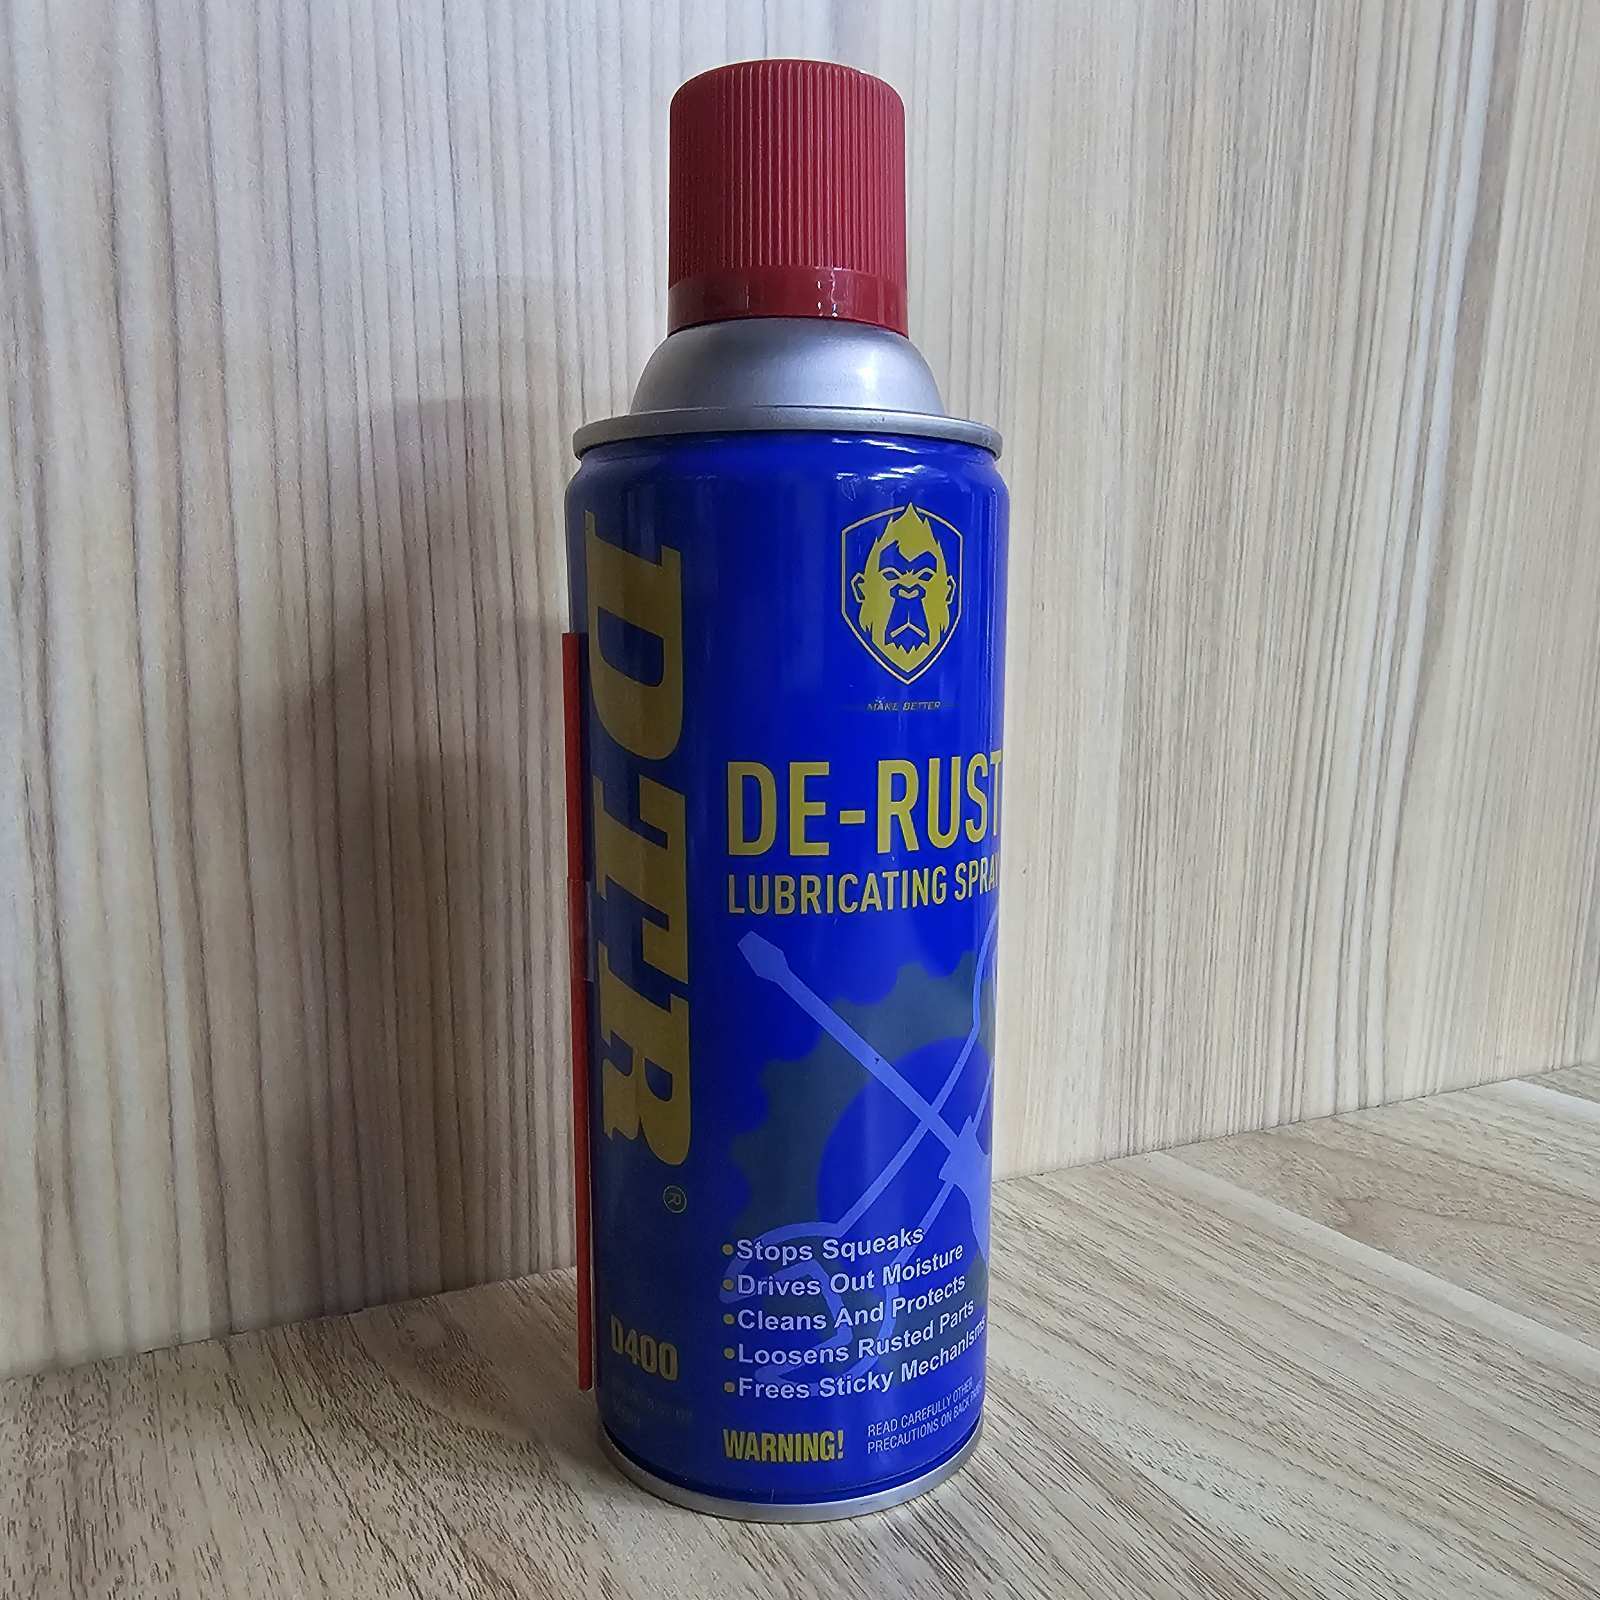 MAKE BETTER
DTR
®
DE-RUST
LUBRICATING SPRAY
•Stops Squeaks
•Drives Out Moisture
•Cleans And Protects
•Loosens Rusted Parts
•Frees Sticky Mechanisms
D400
WARNING!
READ CAREFULLY OTHER
PRECAUTIONS ON BACK